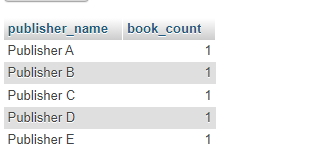 publisher_name book_count
Publisher A 1
Publisher B 1
Publisher C 1
Publisher D 1
Publisher E 1